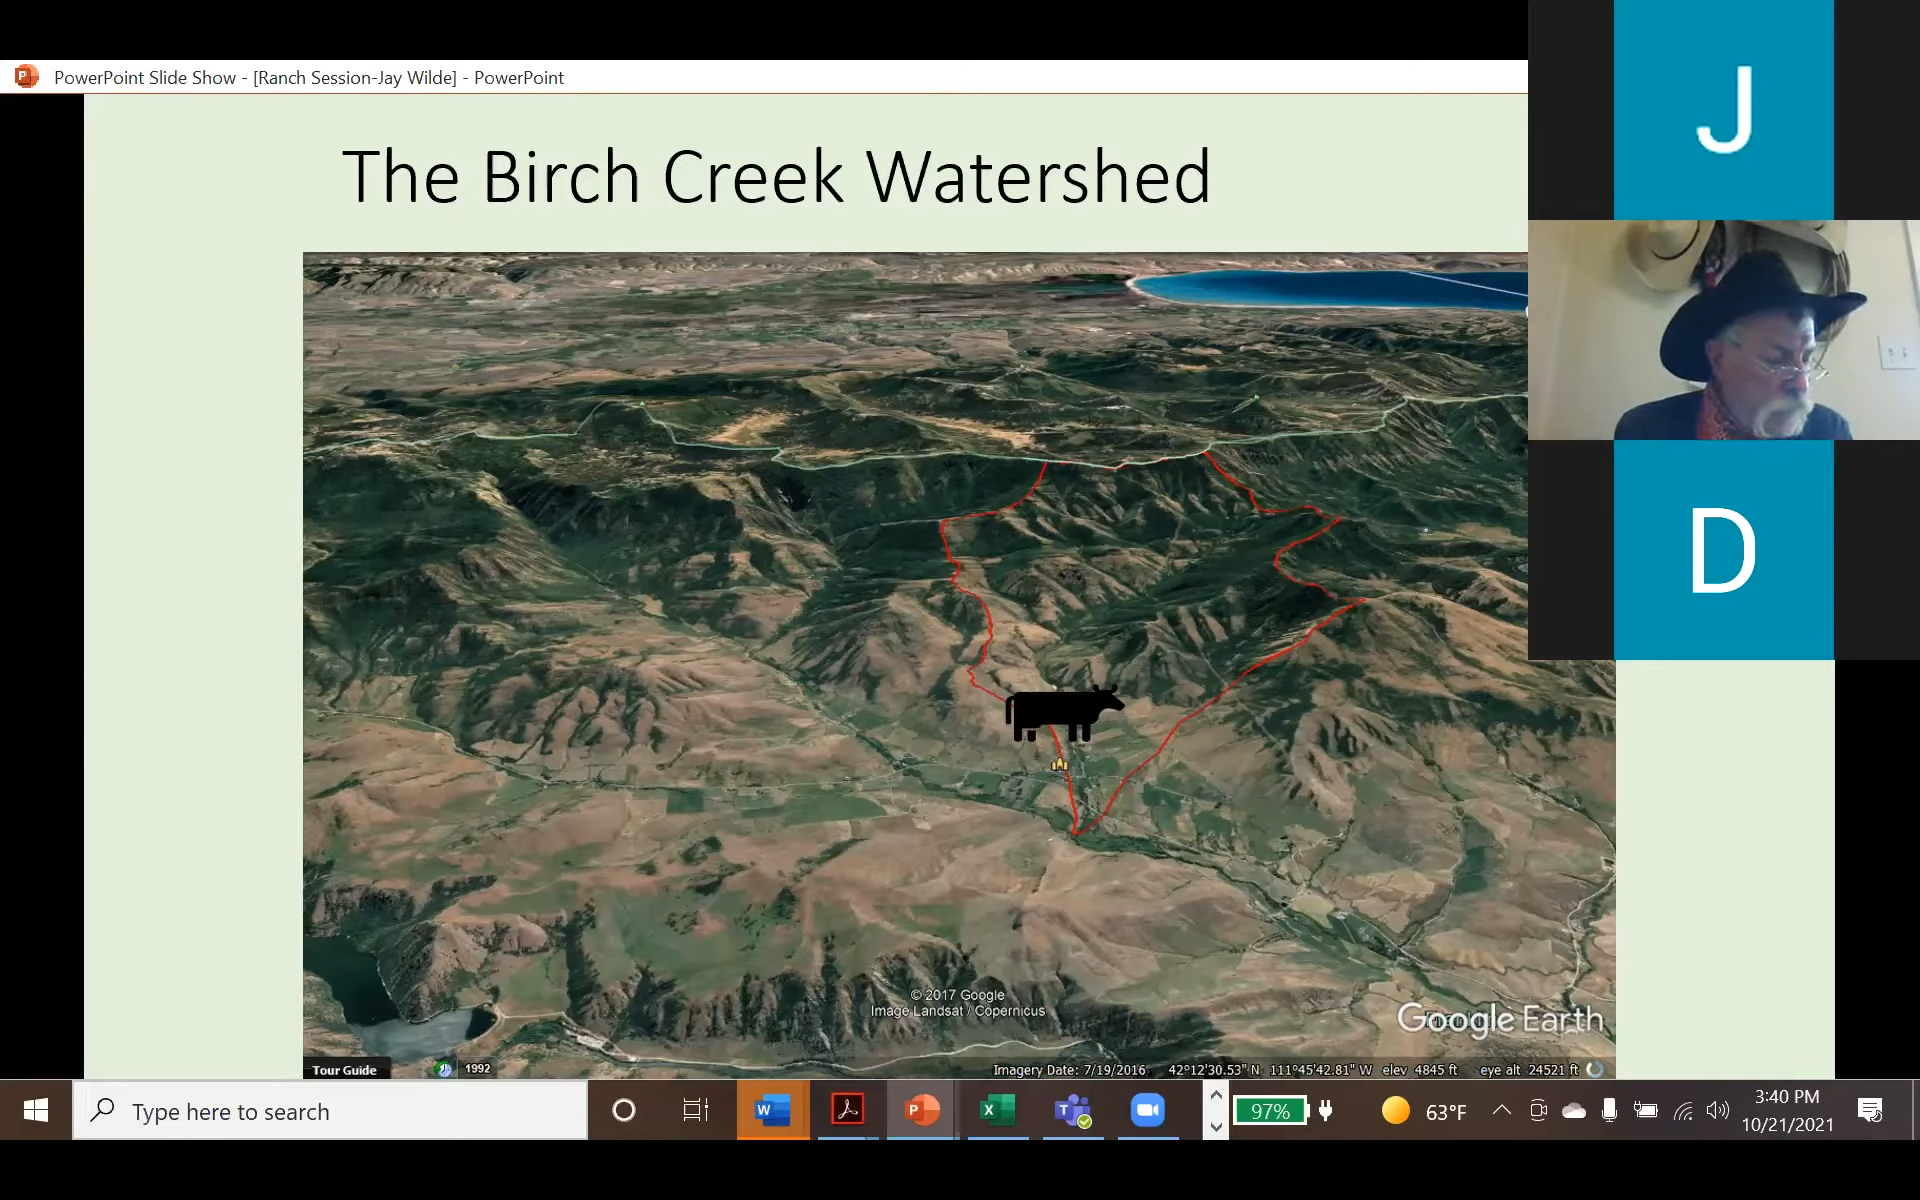 PowerPoint Slide Show - [Ranch Session-Jay Wilde] - PowerPoint
The Birch Creek Watershed
J
D
© 2017 Google
Image Landsat / Copernicus
Google Earth
Tour Guide
1992
Imagery Date: 7/19/2016 42°12'30.53" N 111°45'42.81" W elev 4845 ft eye alt 24521 ft
Type here to search
97%
63°F
3:40 PM
10/21/2021